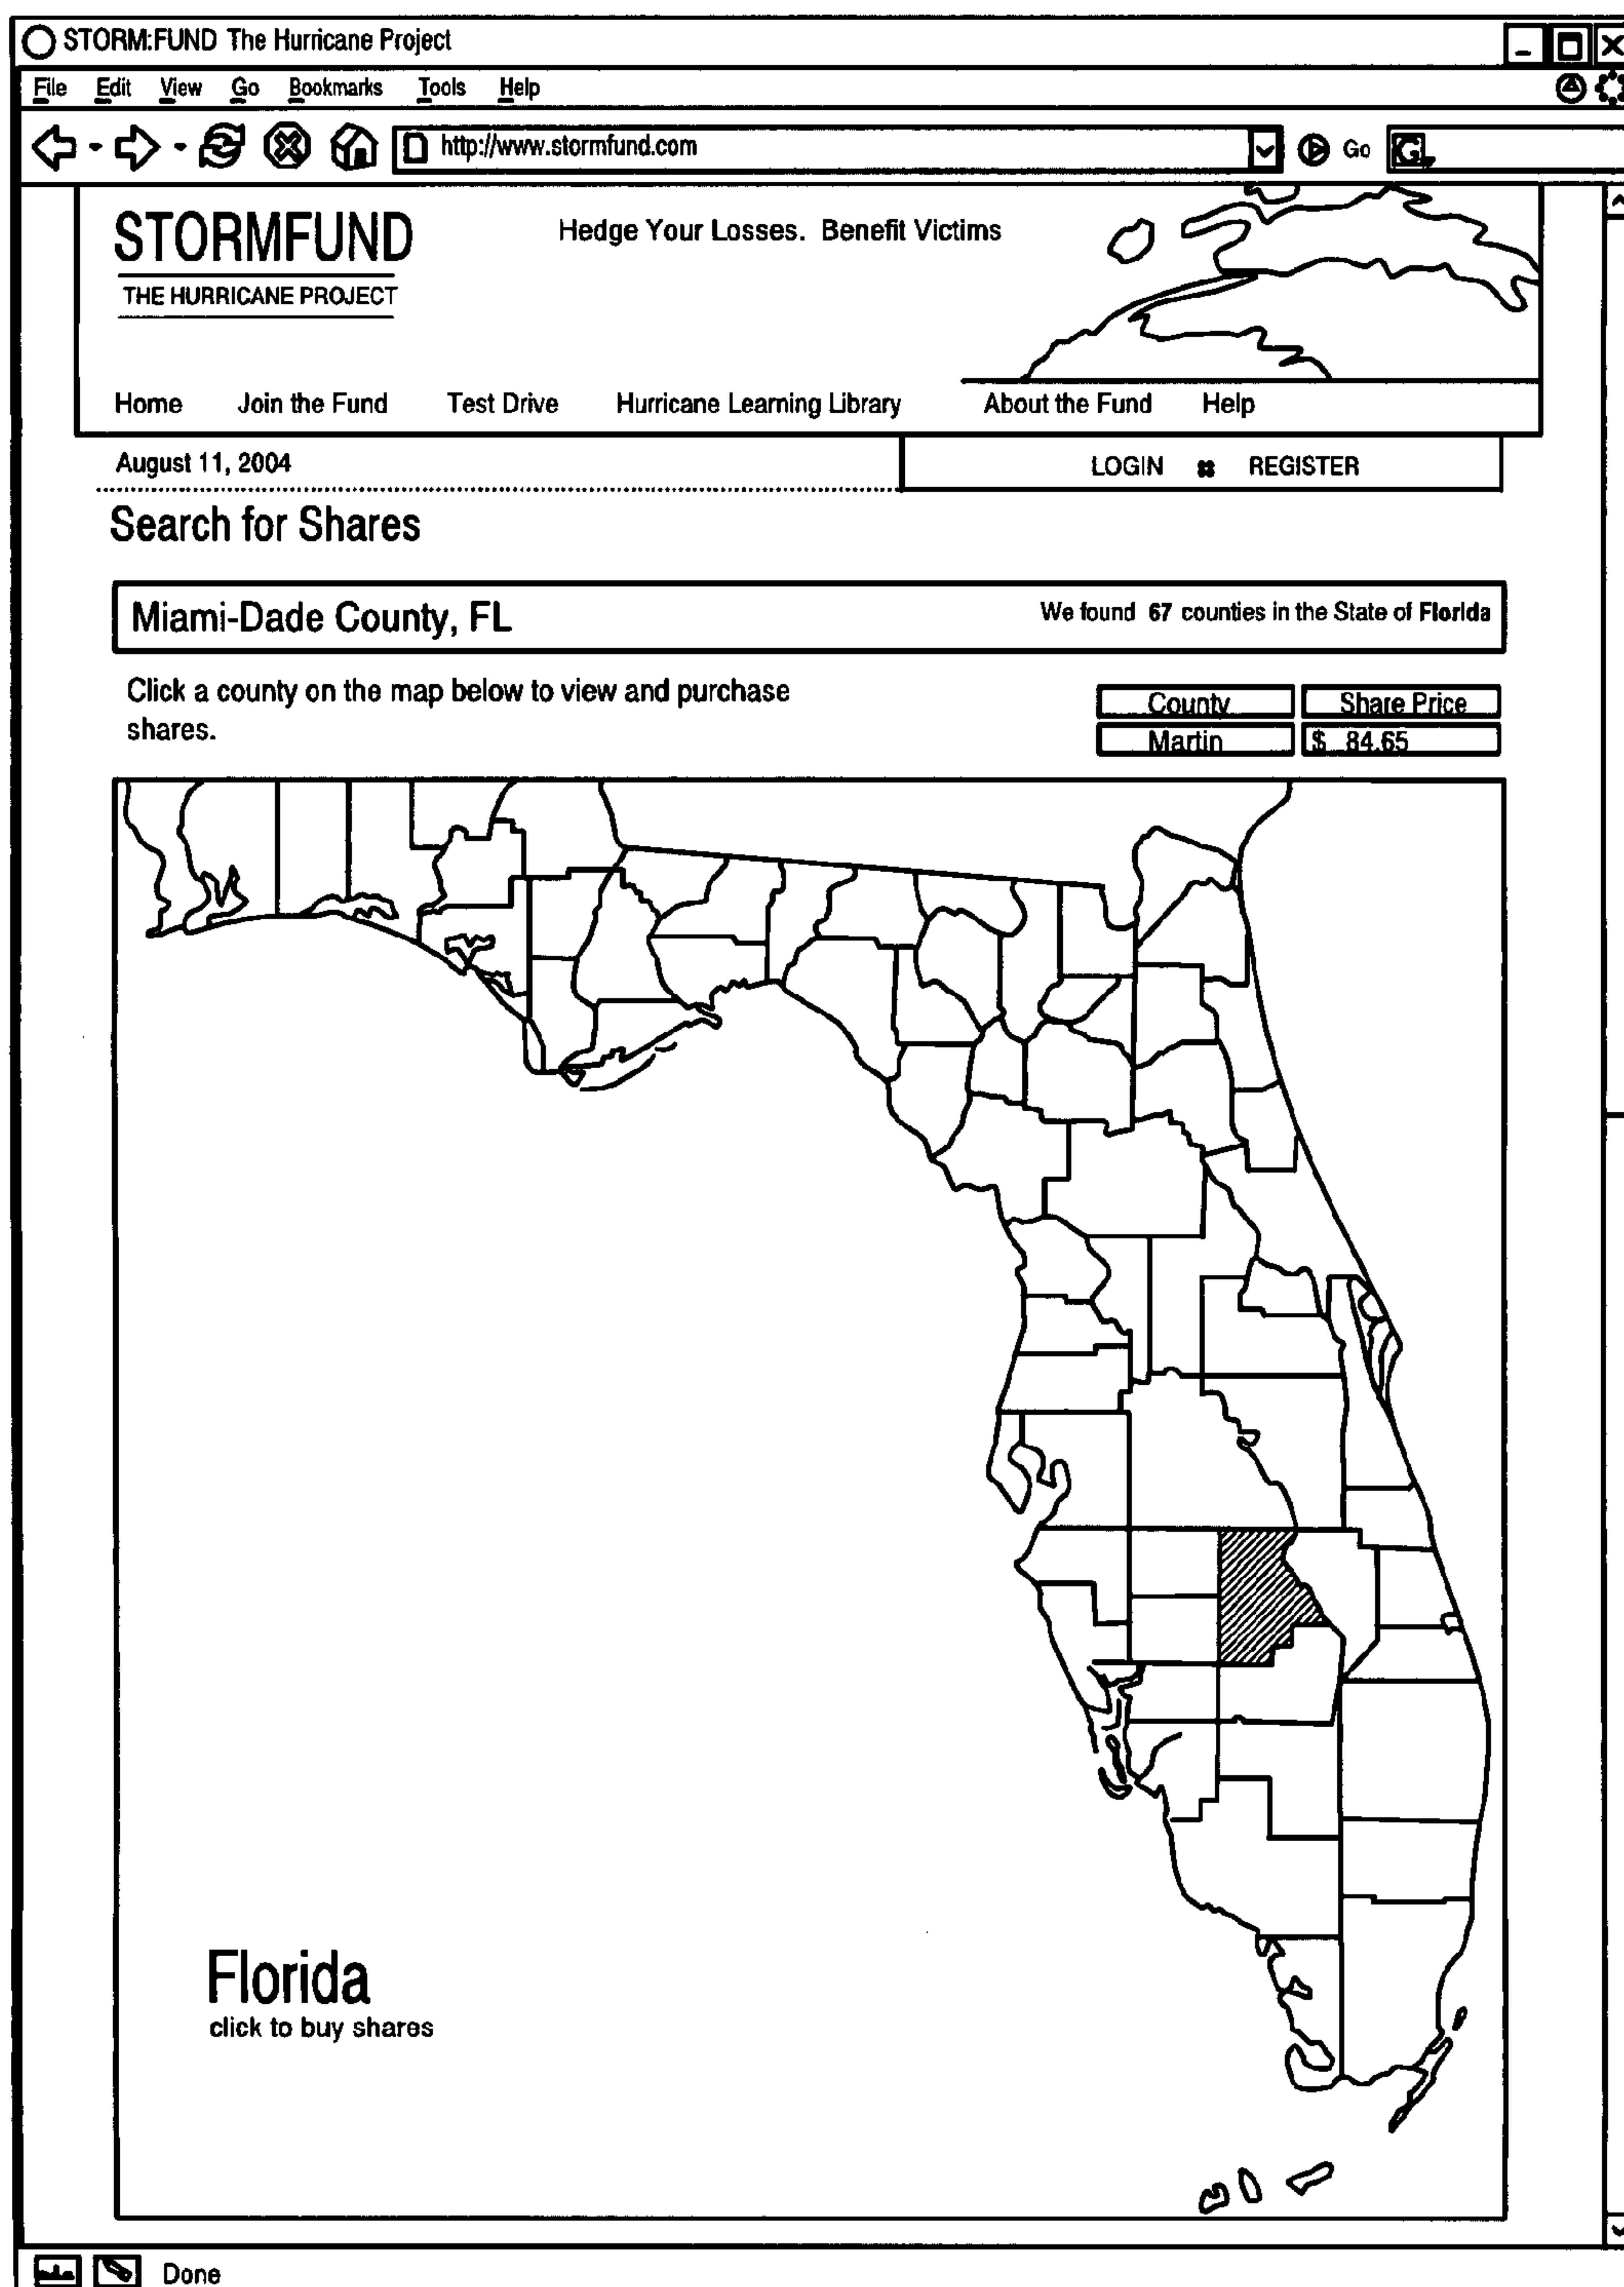 STORM:FUND The Hurricane Project
File Edit View Go Bookmarks Tools Help
http://www.stormfund.com Go G
STORMFUND
Hedge Your Losses. Benefit Victims
THE HURRICANE PROJECT
Home Join the Fund Test Drive Hurricane Learning Library About the Fund Help
August 11, 2004
LOGIN REGISTER
Search for Shares
Miami-Dade County, FL
We found 67 counties in the State of Florida
Click a county on the map below to view and purchase
shares.
County Share Price
Martin $ 84.65
Florida
click to buy shares
Done